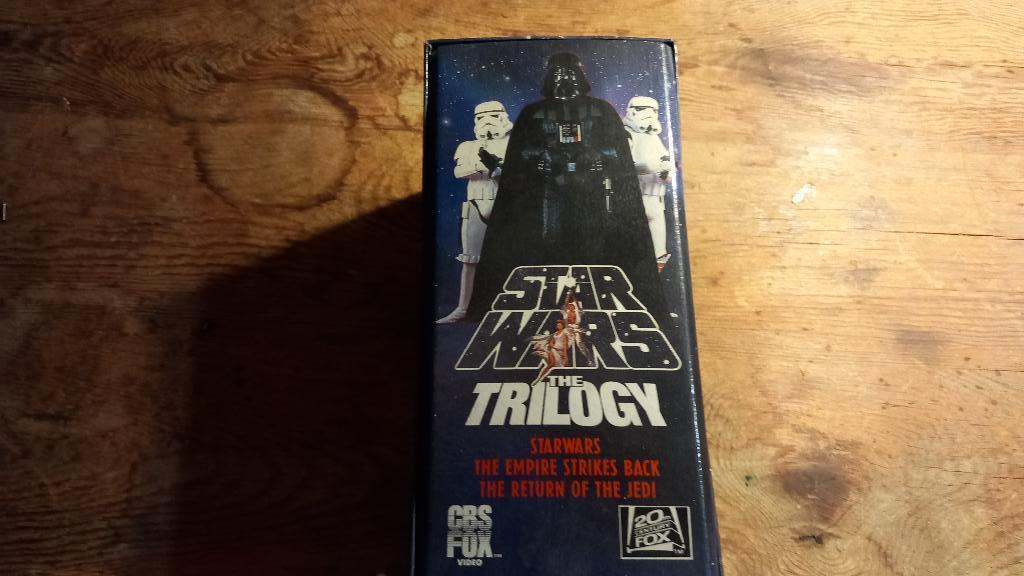 STAR
WARS
THE
TRILOGY
STARWARS
THE EMPIRE STRIKES BACK
THE RETURN OF THE JEDI
CBS
FOX
VIDEO
20
CENTURY
FOX